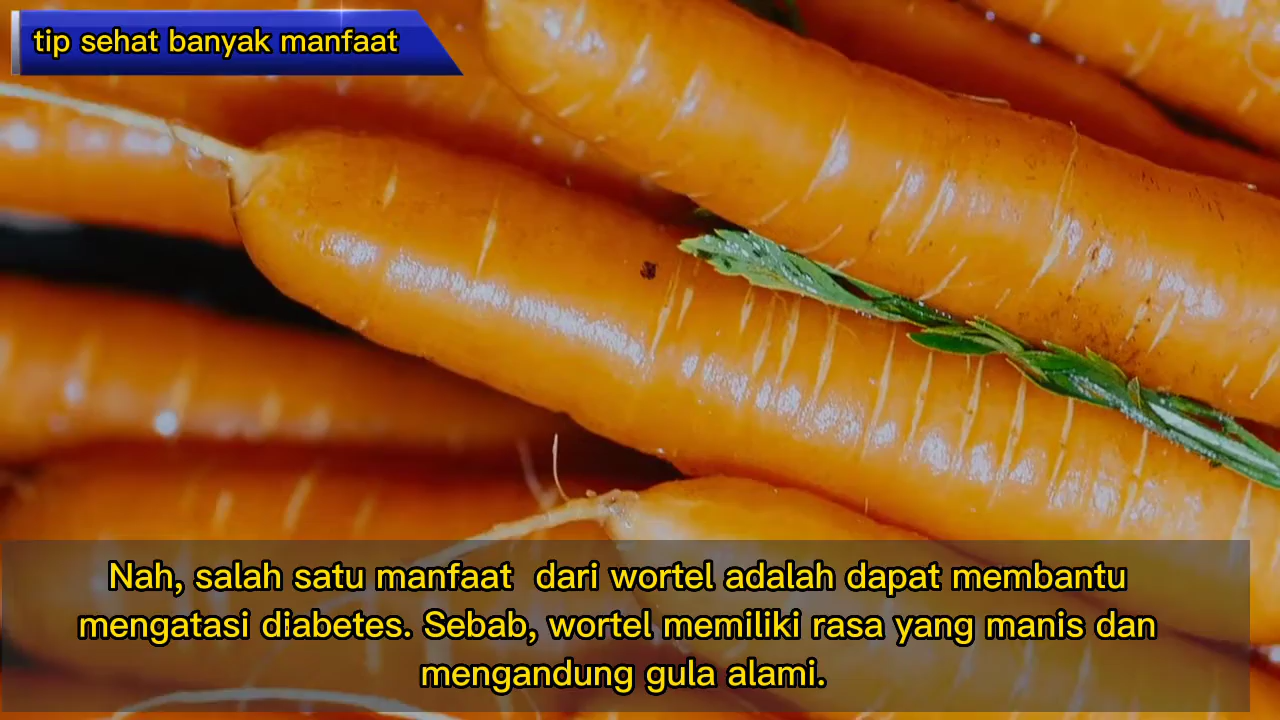 tip sehat banyak manfaat
Nah, salah satu manfaat dari wortel adalah dapat membantu
mengatasi diabetes. Sebab, wortel memiliki rasa yang manis dan
mengandung gula alami.